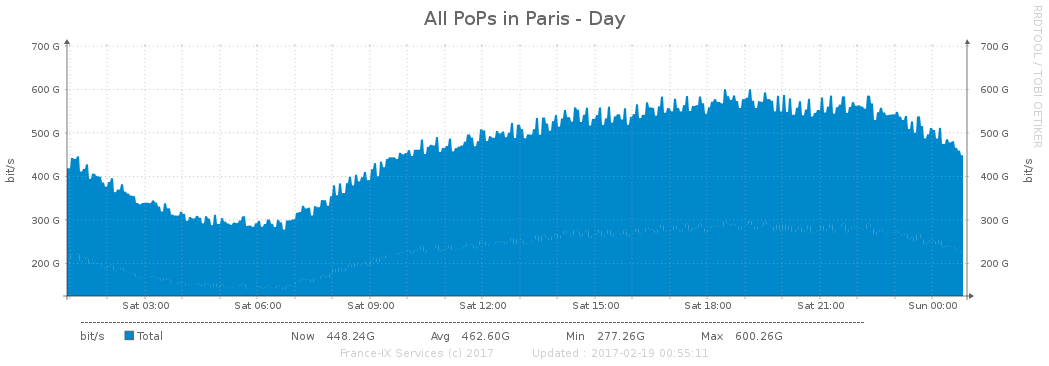 All PoPs in Paris - Day
RRDTOOL / TOBI OETIKER
700 G 700 G
600 G 600 G
500 G 500 G
400 G 400 G
300 G 300 G
200 G 200 G
bit/s
bit/s
Sat 03:00 Sat 06:00 Sat 09:00 Sat 12:00 Sat 15:00 Sat 18:00 Sat 21:00 Sun 00:00
bit/s Total Now 448.24G Avg 462.60G Min 277.26G Max 600.26G
France-IX Services (c) 2017 Updated : 2017-02-19 00:55:11